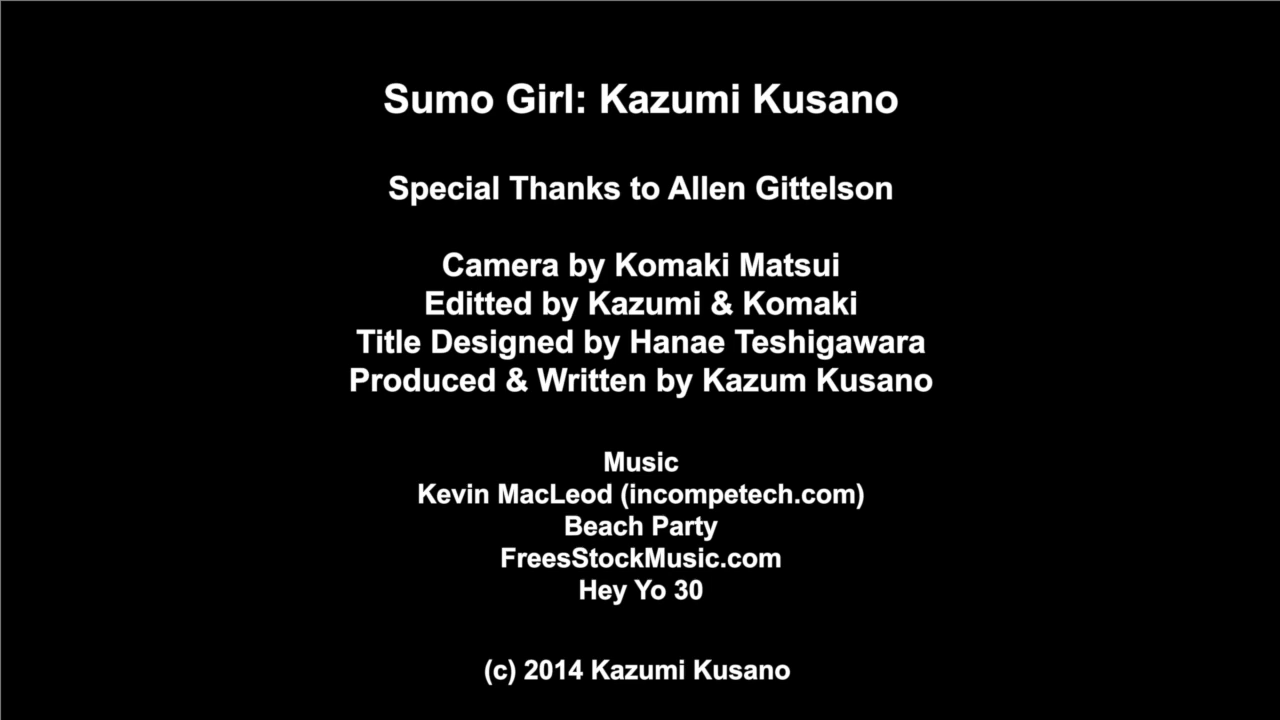 Sumo Girl: Kazumi Kusano
Special Thanks to Allen Gittelson
Camera by Komaki Matsui
Editted by Kazumi & Komaki
Title Designed by Hanae Teshigawara
Produced & Written by Kazum Kusano
Music
Kevin MacLeod (incompetech.com)
Beach Party
FreesStockMusic.com
Hey Yo 30
(c) 2014 Kazumi Kusano